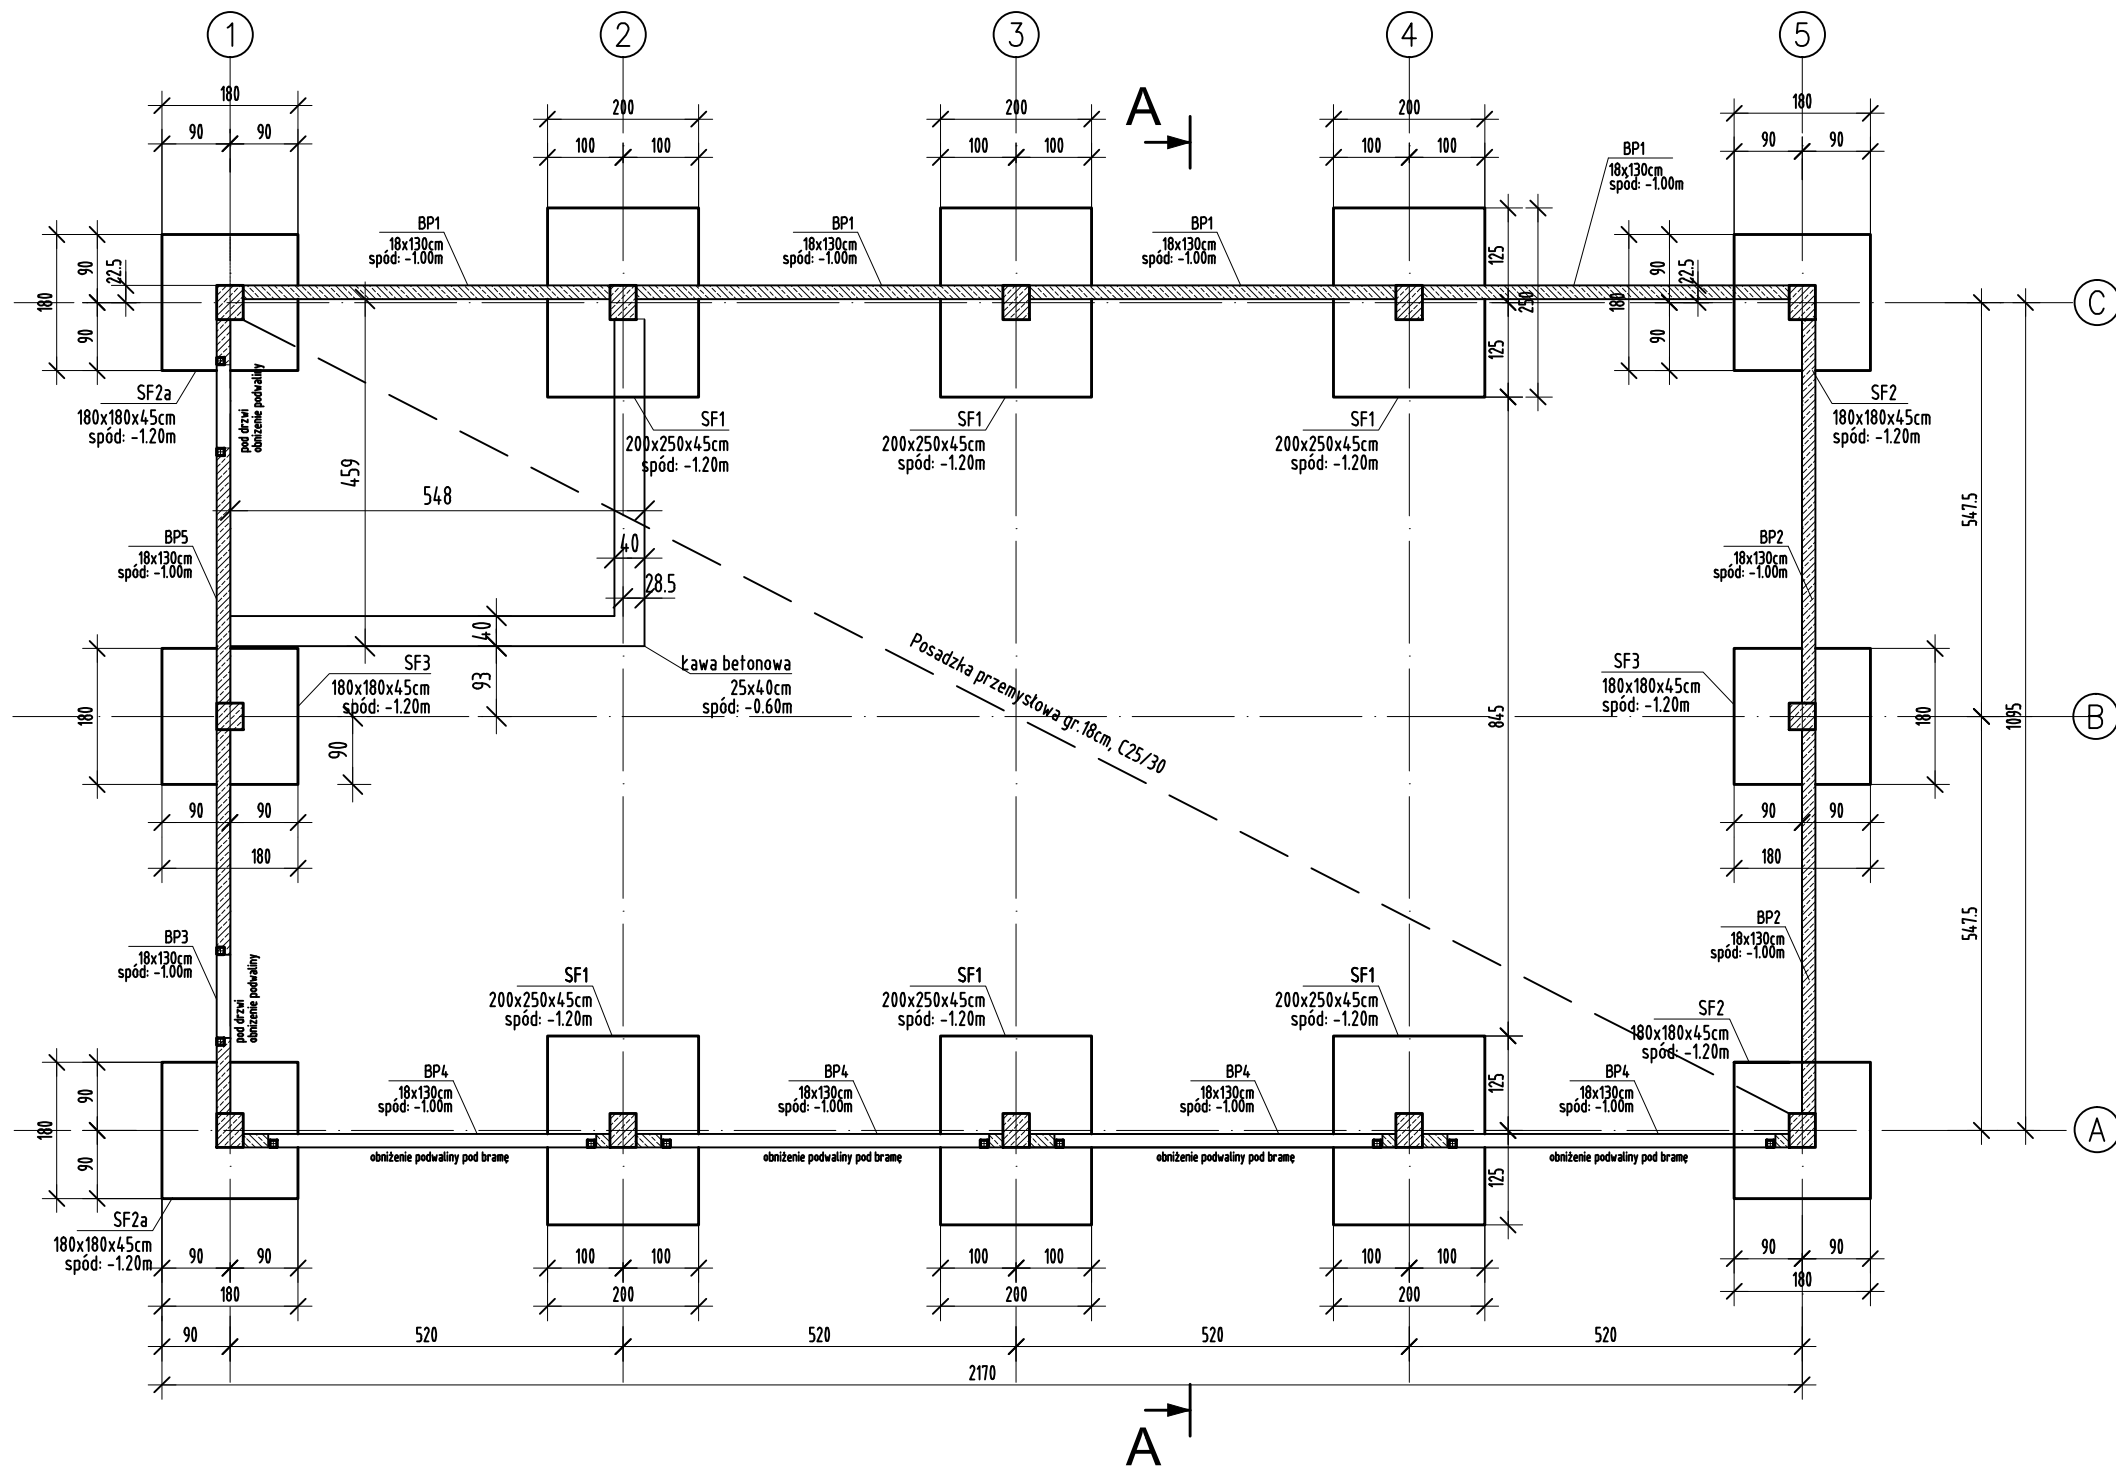 1
2
3
4
5
180
200
200
200
180
90
90
100
100
100
100
100
100
90
90
A
BP1
18x130cm
spód: -1.00m
BP1
18x130cm
spód: -1.00m
BP1
18x130cm
spód: -1.00m
BP1
18x130cm
spód: -1.00m
180
90
22.5
90
125
250
125
180
90
22.5
90
C
SF2a
180x180x45cm
spód: -1.20m
pod drzwi
obniżenie podwaliny
SF1
200x250x45cm
spód: -1.20m
SF1
200x250x45cm
spód: -1.20m
SF1
200x250x45cm
spód: -1.20m
SF2
180x180x45cm
spód: -1.20m
459
548
40
28.5
547.5
BP5
18x130cm
spód: -1.00m
BP2
18x130cm
spód: -1.00m
40
93
Ława betonowa
25x40cm
spód: -0.60m
Posadzka przemysłowa gr.18cm, C25/30
SF3
180x180x45cm
spód: -1.20m
SF3
180x180x45cm
spód: -1.20m
180
90
845
180
1095
B
90
90
180
90
90
180
BP3
18x130cm
spód: -1.00m
pod drzwi
obniżenie podwaliny
BP2
18x130cm
spód: -1.00m
547.5
SF1
200x250x45cm
spód: -1.20m
SF1
200x250x45cm
spód: -1.20m
SF1
200x250x45cm
spód: -1.20m
SF2
180x180x45cm
spód: -1.20m
BP4
18x130cm
spód: -1.00m
BP4
18x130cm
spód: -1.00m
BP4
18x130cm
spód: -1.00m
BP4
18x130cm
spód: -1.00m
180
90
90
125
125
A
obniżenie podwaliny pod bramę
obniżenie podwaliny pod bramę
obniżenie podwaliny pod bramę
obniżenie podwaliny pod bramę
SF2a
180x180x45cm
spód: -1.20m
90
90
100
100
100
100
100
100
90
90
180
200
200
200
180
90
520
520
520
520
2170
A